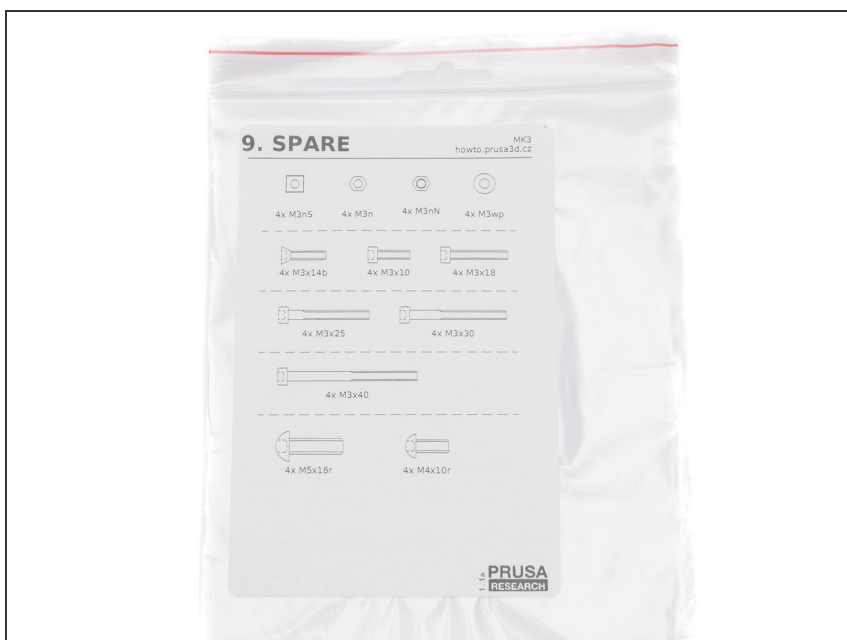 9. SPARE
MK3
howto.prusa3d.cz
4x M3nS 4x M3n 4x M3nN 4x M3wp
4x M3x14b 4x M3x10 4x M3x18
4x M3x25 4x M3x30
4x M3x40
4x M5x16r 4x M4x10r
1.1a
PRUSA
RESEARCH